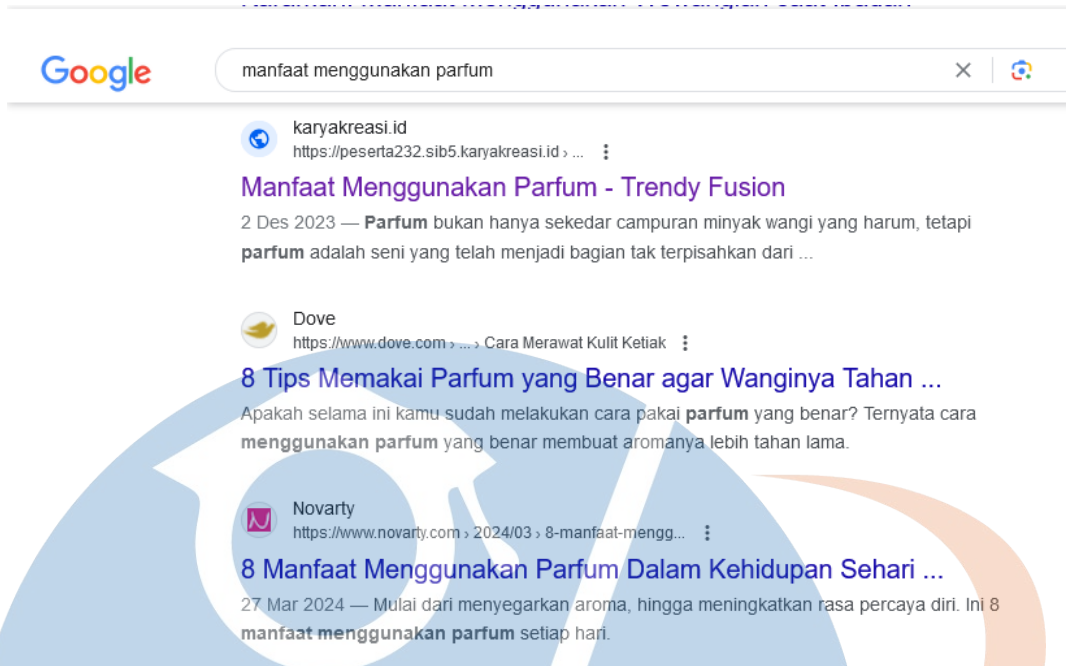 Google
manfaat menggunakan parfum
karyakreasi.id
https://peserta232.sib5.karyakreasi.id › ...
Manfaat Menggunakan Parfum - Trendy Fusion
2 Des 2023 — Parfum bukan hanya sekedar campuran minyak wangi yang harum, tetapi
parfum adalah seni yang telah menjadi bagian tak terpisahkan dari ...
Dove
https://www.dove.com › ... › Cara Merawat Kulit Ketiak
8 Tips Memakai Parfum yang Benar agar Wanginya Tahan ...
Apakah selama ini kamu sudah melakukan cara pakai parfum yang benar? Ternyata cara
menggunakan parfum yang benar membuat aromanya lebih tahan lama.
Novarty
https://www.novarty.com › 2024/03 › 8-manfaat-mengg...
8 Manfaat Menggunakan Parfum Dalam Kehidupan Sehari ...
27 Mar 2024 — Mulai dari menyegarkan aroma, hingga meningkatkan rasa percaya diri. Ini 8
manfaat menggunakan parfum setiap hari.